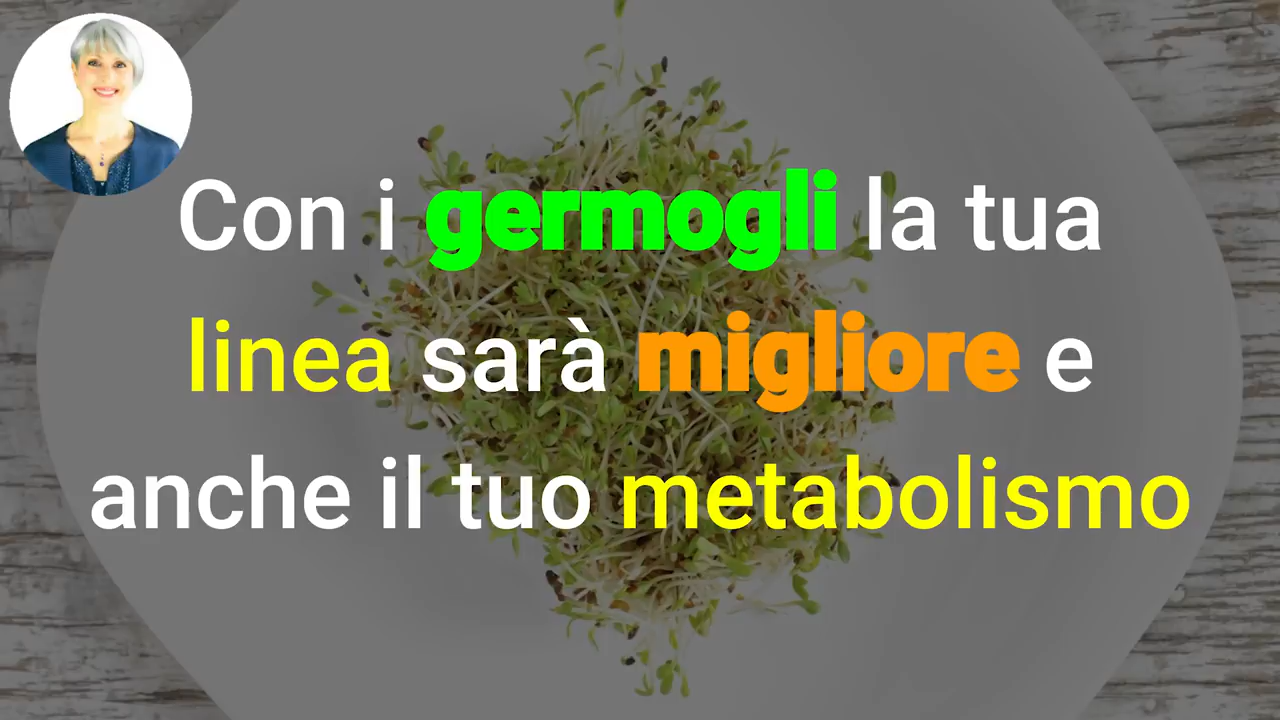 Con i germogli la tua
linea sarà migliore e
anche il tuo metabolismo